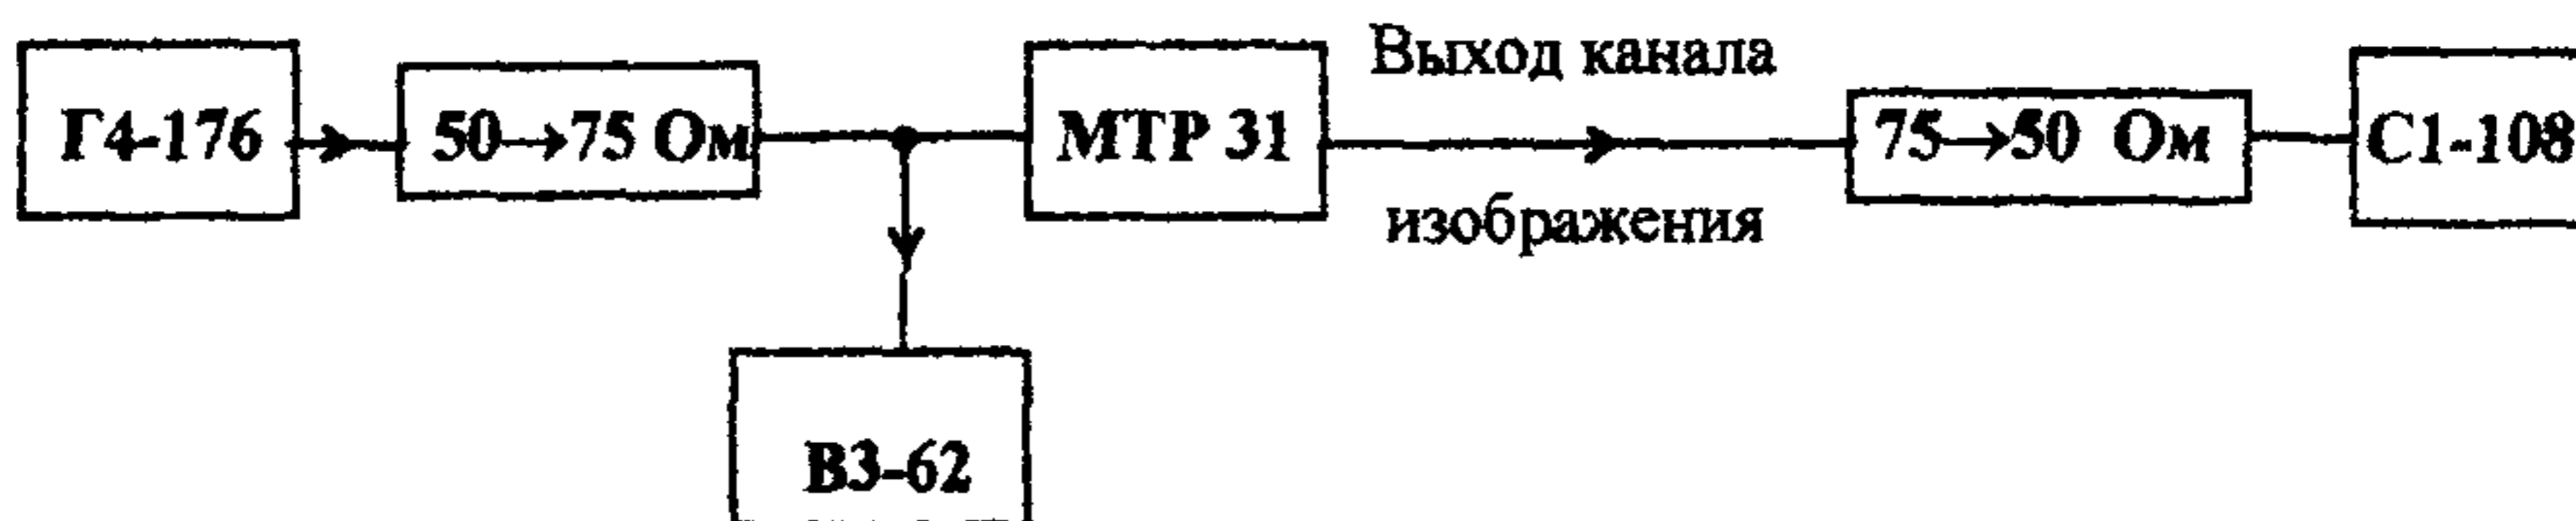 Г4-176
50→75 Ом
МТР 31
Выход канала
изображения
75→50 Ом
С1-108
В3-62